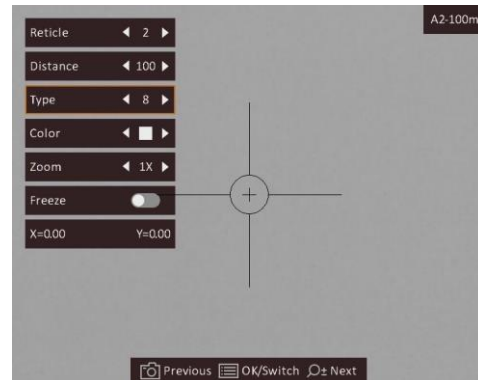 A2-100m
Reticle 2
Distance 100
Type 8
Color
Zoom 1X
Freeze
X=0.00 Y=0.00
Previous OK/Switch ± Next